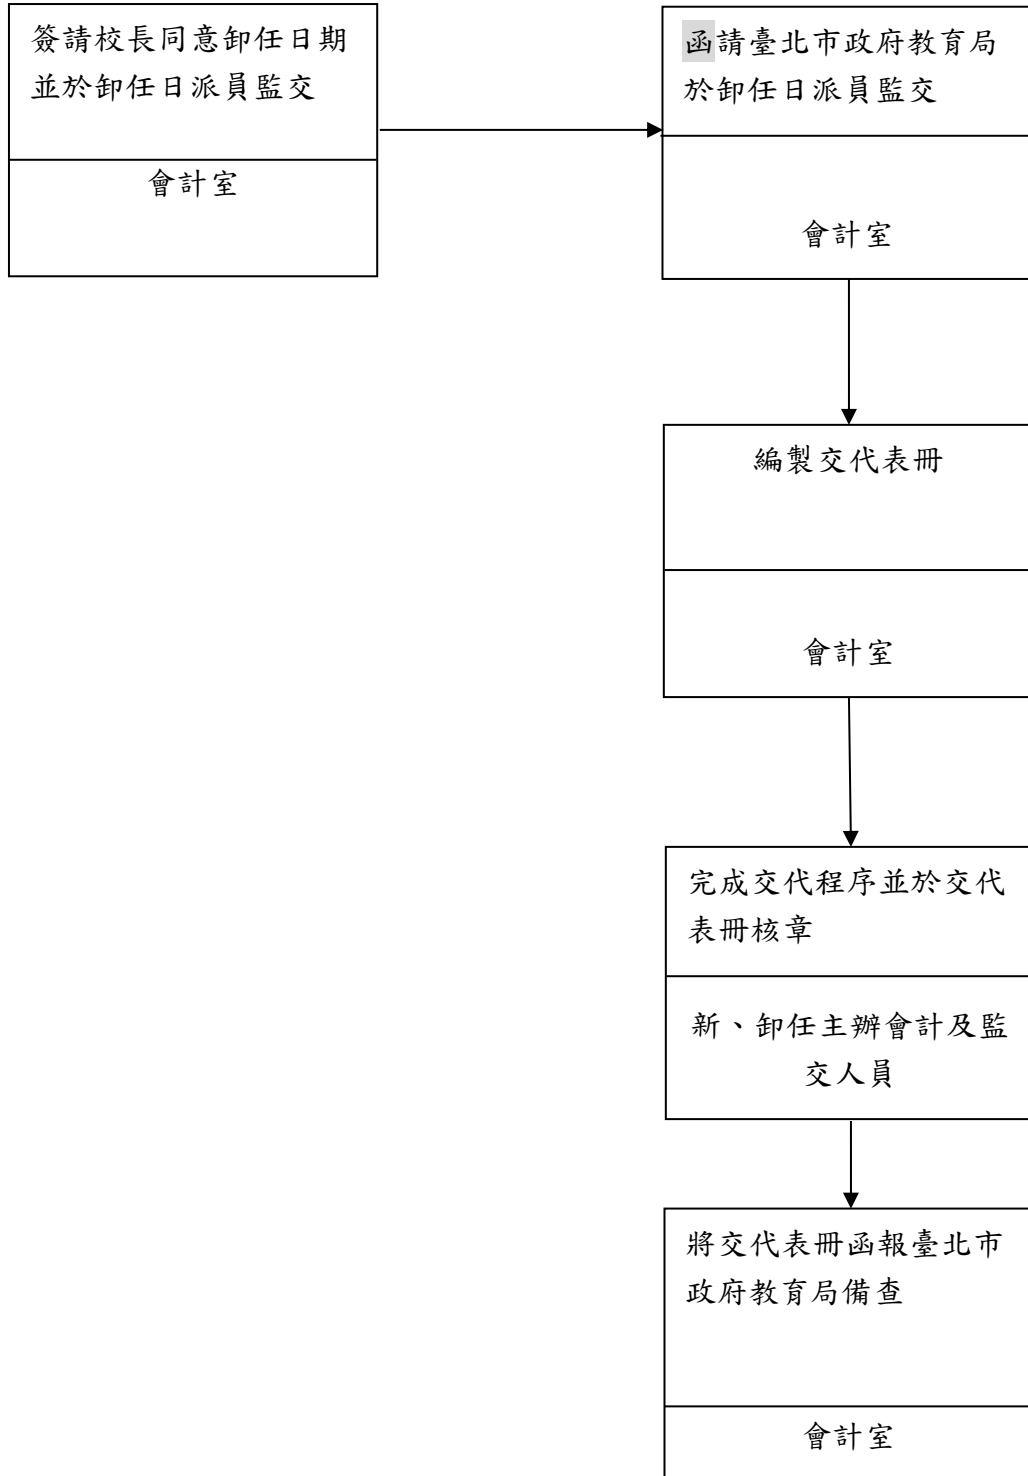 簽請校長同意卸任日期
並於卸任日派員監交
會計室
函請臺北市政府教育局
於卸任日派員監交
會計室
編製交代表冊
會計室
完成交代程序並於交代
表冊核章
新、卸任主辦會計及監
交人員
將交代表冊函報臺北市
政府教育局備查
會計室